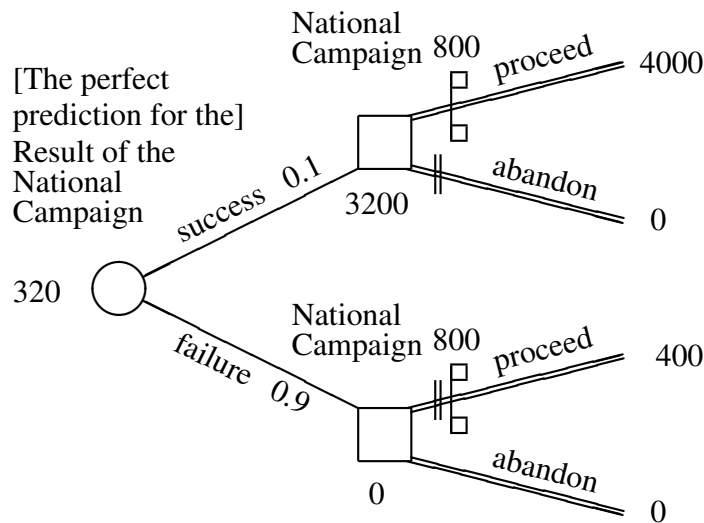 National
Campaign 800
proceed
4000
[The perfect
prediction for the]
Result of the
National
Campaign
success 0.1
3200
abandon
0
320
failure 0.9
National
Campaign 800
proceed
400
0
abandon
0